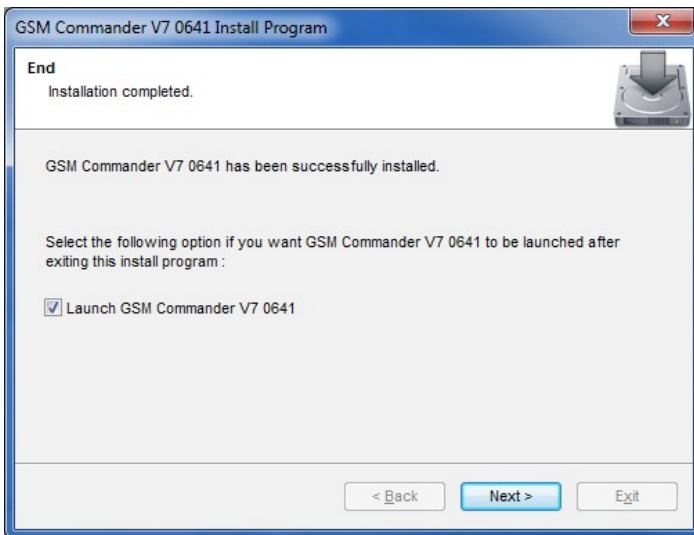 GSM Commander V7 0641 Install Program
End
Installation completed.
GSM Commander V7 0641 has been successfully installed.
Select the following option if you want GSM Commander V7 0641 to be launched after
exiting this install program :
Launch GSM Commander V7 0641
< Back
Next >
Exit